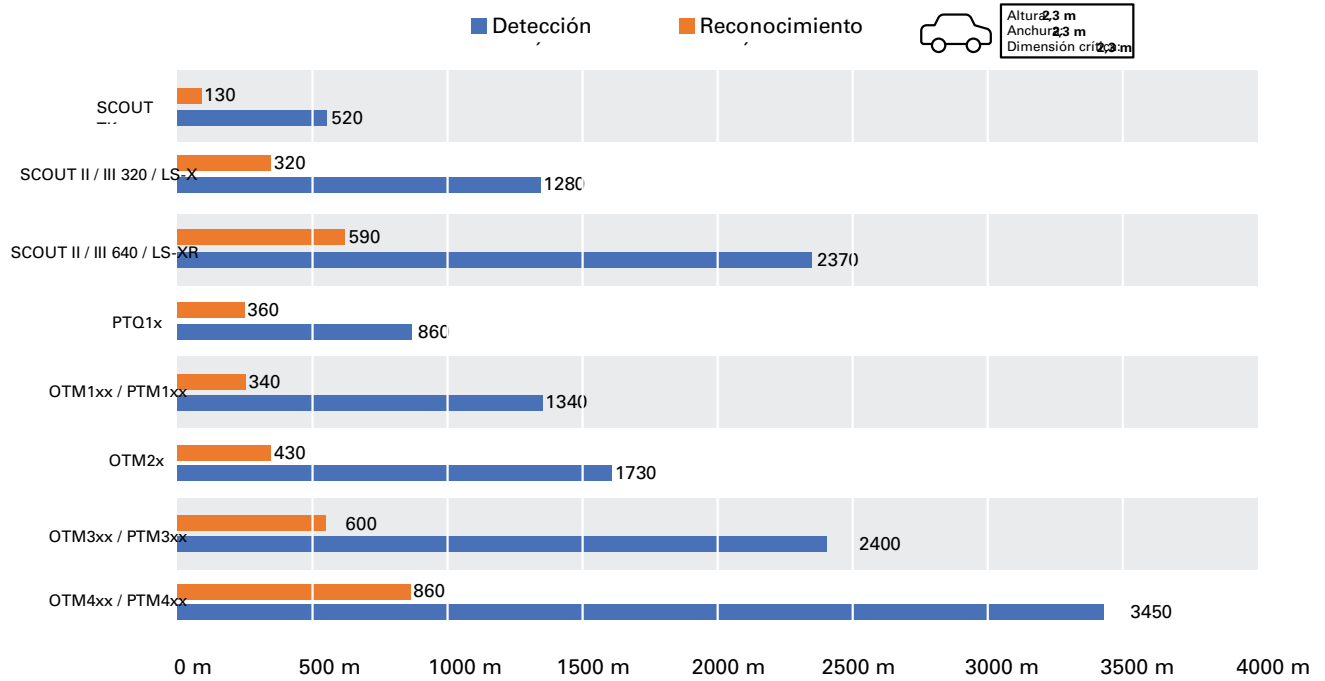 Detección
Reconocimiento
Altura: 2,3 m
Anchura: 2,3 m
Dimensión crítica: 2,3 m
SCOUT
130
520
SCOUT II / III 320 / LS-X
320
1280
SCOUT II / III 640 / LS-XR
590
2370
PTQ1x
360
860
OTM1xx / PTM1xx
340
1340
OTM2x
430
1730
OTM3xx / PTM3xx
600
2400
OTM4xx / PTM4xx
860
3450
0 m 500 m 1000 m 1500 m 2000 m 2500 m 3000 m 3500 m 4000 m